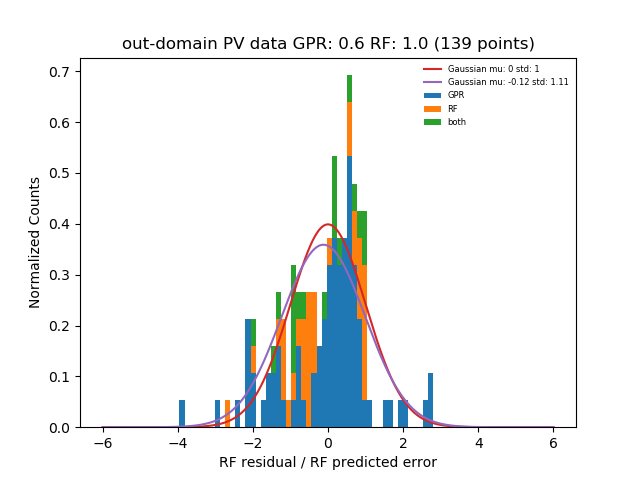 out-domain PV data GPR: 0.6 RF: 1.0 (139 points)
Gaussian mu: 0 std: 1
Gaussian mu: -0.12 std: 1.11
GPR
RF
both
Normalized Counts
0.7
0.6
0.5
0.4
0.3
0.2
0.1
0.0
−6 −4 −2 0 2 4 6
RF residual / RF predicted error